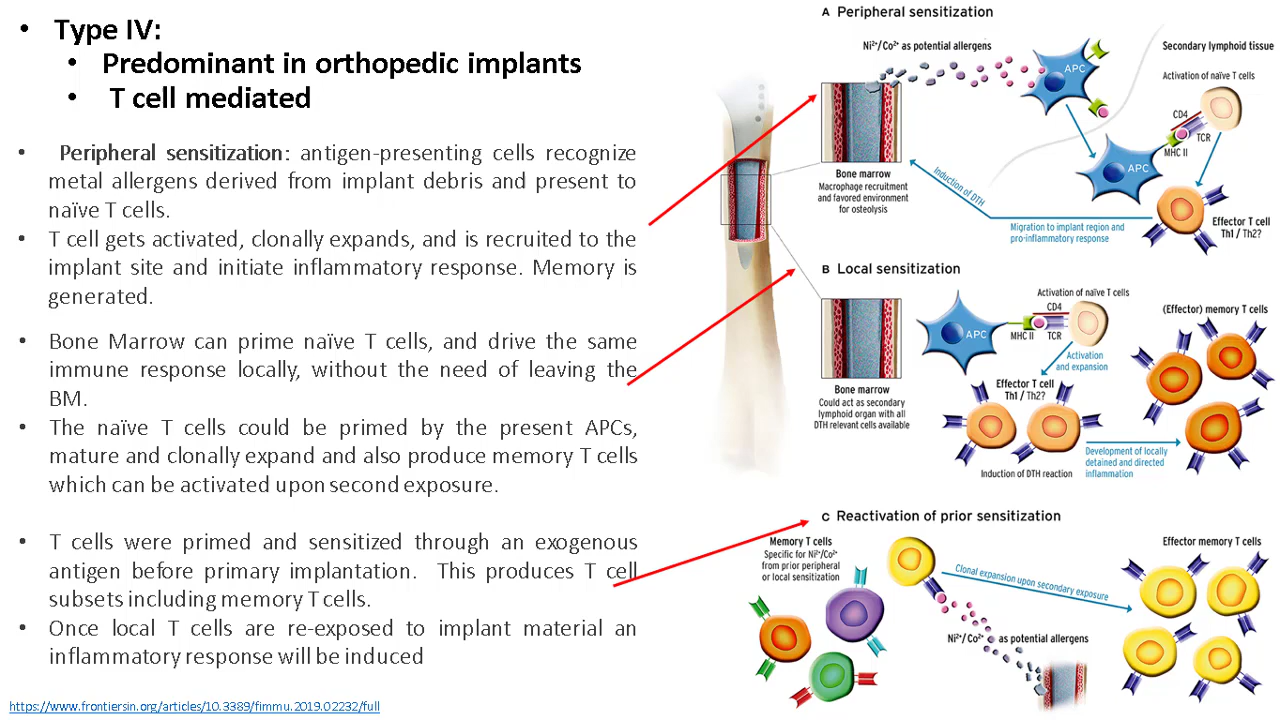 • Type IV:
• Predominant in orthopedic implants
• T cell mediated
• Peripheral sensitization: antigen-presenting cells recognize
metal allergens derived from implant debris and present to
naïve T cells.
• T cell gets activated, clonally expands, and is recruited to the
implant site and initiate inflammatory response. Memory is
generated.
• Bone Marrow can prime naïve T cells, and drive the same
immune response locally, without the need of leaving the
BM.
• The naïve T cells could be primed by the present APCs,
mature and clonally expand and also produce memory T cells
which can be activated upon second exposure.
• T cells were primed and sensitized through an exogenous
antigen before primary implantation. This produces T cell
subsets including memory T cells.
• Once local T cells are re-exposed to implant material an
inflammatory response will be induced
https://www.frontiersin.org/articles/10.3389/fimmu.2019.02232/full
A Peripheral sensitization
Ni²⁺/Co²⁺ as potential allergens
Secondary lymphoid tissue
APC
Activation of naïve T cells
CD4
TCR
MHC II
APC
Bone marrow
Macrophage recruitment
and favored environment
for osteolysis
Induction of DTH
Migration to implant region and
pro-inflammatory response
Effector T cell
Th1 / Th2?
B Local sensitization
Activation of naïve T cells
CD4
APC
MHC II
TCR
(Effector) memory T cells
Activation
and expansion
Bone marrow
Could act as secondary
lymphoid organ with all
DTH relevant cells available
Effector T cell
Th1 / Th2?
Induction of DTH reaction
Development of locally
detained and directed
inflammation
C Reactivation of prior sensitization
Memory T cells
Specific for Ni²⁺/Co²⁺
from prior peripheral
or local sensitization
Clonal expansion upon secondary exposure
Effector memory T cells
Ni²⁺/Co²⁺ as potential allergens